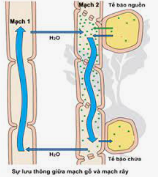 Mạch 1
Mạch 2
Tế bào nguồn
H₂O
H₂O
Tế bào chứa
Sự lưu thông giữa mạch gỗ và mạch rây